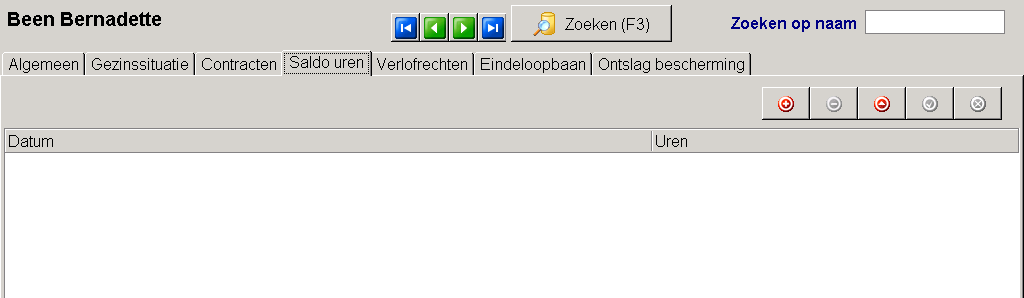 Been Bernadette
Zoeken (F3)
Zoeken op naam
Algemeen Gezinssituatie Contracten Saldo uren Verlofrechten Eindeloopbaan Ontslag bescherming
Datum Uren